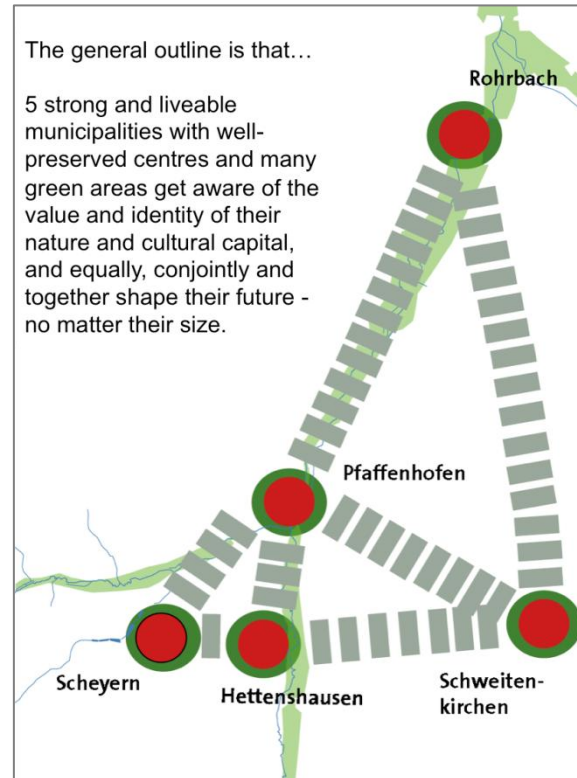 The general outline is that…
5 strong and liveable
municipalities with well-
preserved centres and many
green areas get aware of the
value and identity of their
nature and cultural capital,
and equally, conjointly and
together shape their future -
no matter their size.
Rohrbach
Pfaffenhofen
Scheyern
Hettenshausen
Schweiten-
kirchen